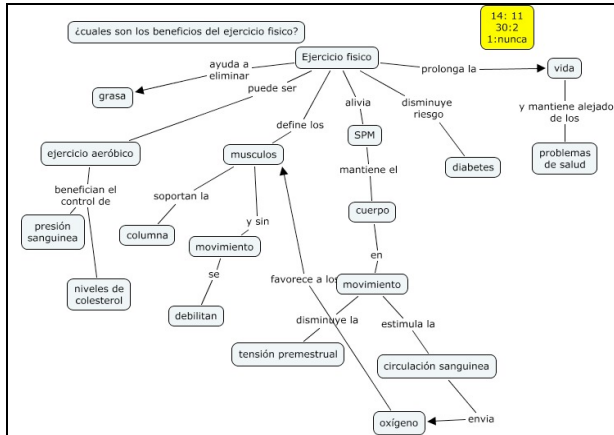 ¿cuales son los beneficios del ejercicio fisico?
14: 11
30:2
1:nunca
Ejercicio fisico
ayuda a
eliminar
prolonga la
vida
grasa
puede ser
alivia
disminuye
riesgo
y mantiene alejado
de los
define los
SPM
ejercicio aeróbico
musculos
diabetes
problemas
de salud
mantiene el
benefician el
control de
soportan la
cuerpo
y sin
presión
sanguinea
columna
movimiento
en
se
favorece a los
movimiento
niveles de
colesterol
debilitan
disminuye la
estimula la
tensión premestrual
circulación sanguinea
oxígeno
envia